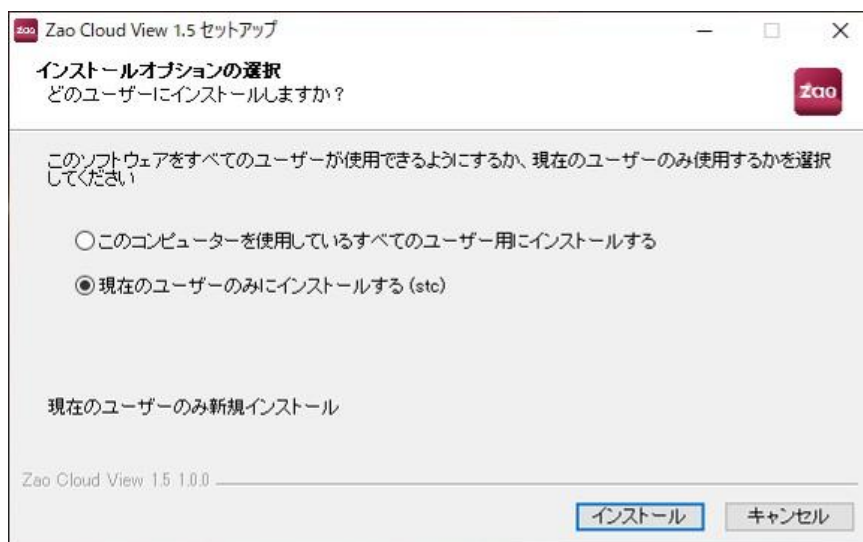 zao Zao Cloud View 1.5 セットアップ
インストールオプションの選択
どのユーザーにインストールしますか？
zao
このソフトウェアをすべてのユーザーが使用できるようにするか、現在のユーザーのみ使用するかを選択
してください
このコンピューターを使用しているすべてのユーザー用にインストールする
現在のユーザーのみにインストールする (stc)
現在のユーザーのみ新規インストール
Zao Cloud View 1.5 1.0.0
インストール
キャンセル